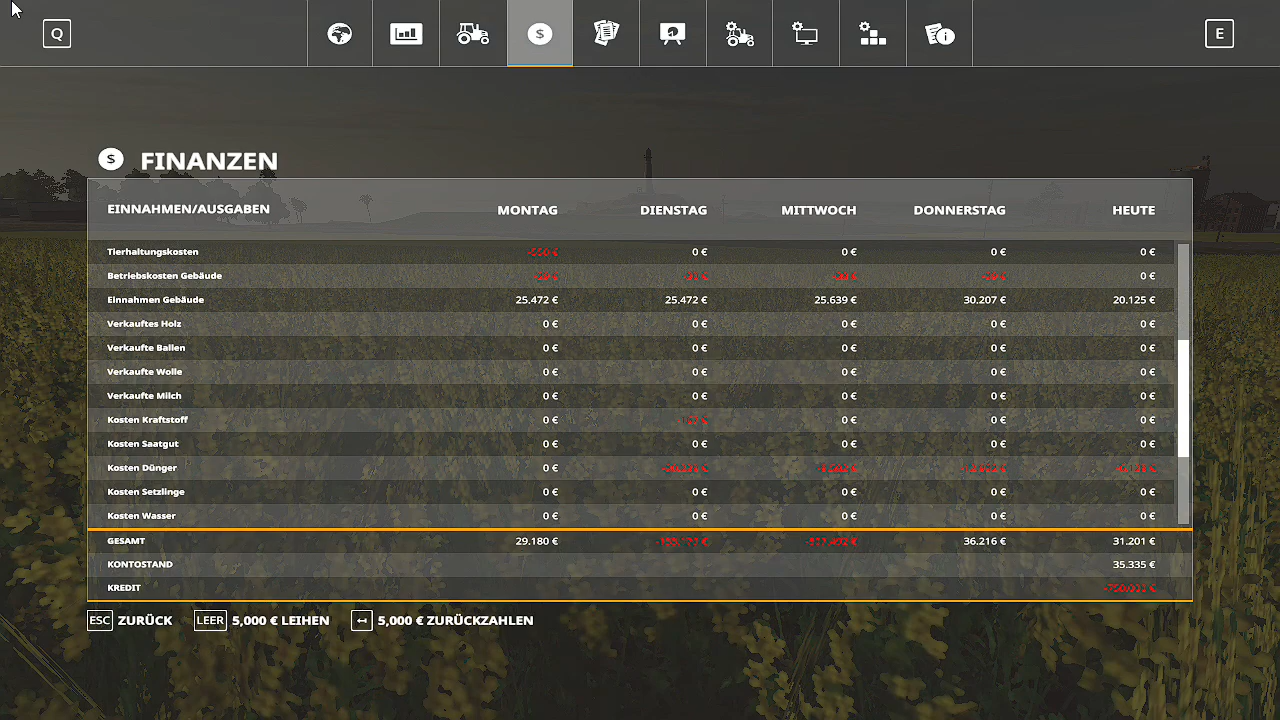 Q
E
FINANZEN
EINNAHMEN/AUSGABEN MONTAG DIENSTAG MITTWOCH DONNERSTAG HEUTE
Tierhaltungskosten 0 € 0 € 0 € 0 €
Betriebskosten Gebäude 0 €
Einnahmen Gebäude 25.472 € 25.472 € 25.639 € 30.207 € 20.125 €
Verkauftes Holz 0 € 0 € 0 € 0 € 0 €
Verkaufte Ballen 0 € 0 € 0 € 0 € 0 €
Verkaufte Wolle 0 € 0 € 0 € 0 € 0 €
Verkaufte Milch 0 € 0 € 0 € 0 € 0 €
Kosten Kraftstoff 0 € 0 € 0 € 0 €
Kosten Saatgut 0 € 0 € 0 € 0 € 0 €
Kosten Dünger 0 €
Kosten Setzlinge 0 € 0 € 0 € 0 € 0 €
Kosten Wasser 0 € 0 € 0 € 0 € 0 €
GESAMT 29.180 € 36.216 € 31.201 €
KONTOSTAND 35.335 €
KREDIT
ESC ZURÜCK LEER 5,000 € LEIHEN ↔ 5,000 € ZURÜCKZAHLEN